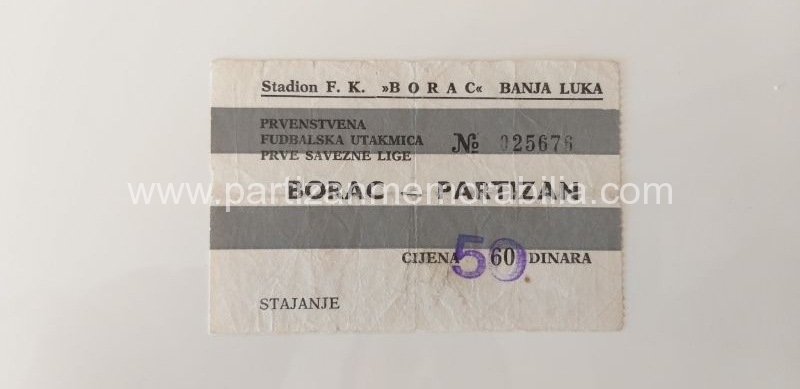 Stadion F. K. »BORAC« BANJA LUKA
PRVENSTVENA
FUDBALSKA UTAKMICA
№ 025676
PRVE SAVEZNE LIGE
www.partizanmemorabilia.com
BORAC — PARTIZAN
CIJENA 60 DINARA
50
STAJANJE